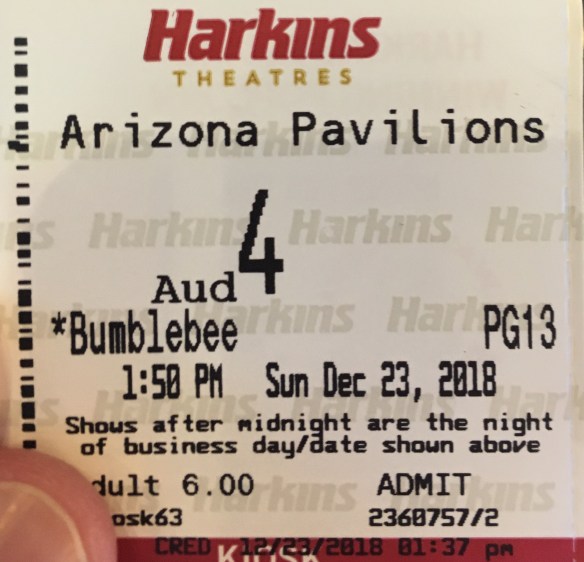 Harkins
THEATRES
Arizona Pavilions
Aud 4
*Bumblebee PG13
1:50 PM Sun Dec 23, 2018
Shows after midnight are the night
of business day/date shown above
dult 6.00 ADMIT
osk63 2360757/2
CRED 12/23/2018 01:37 pm
KIOSK